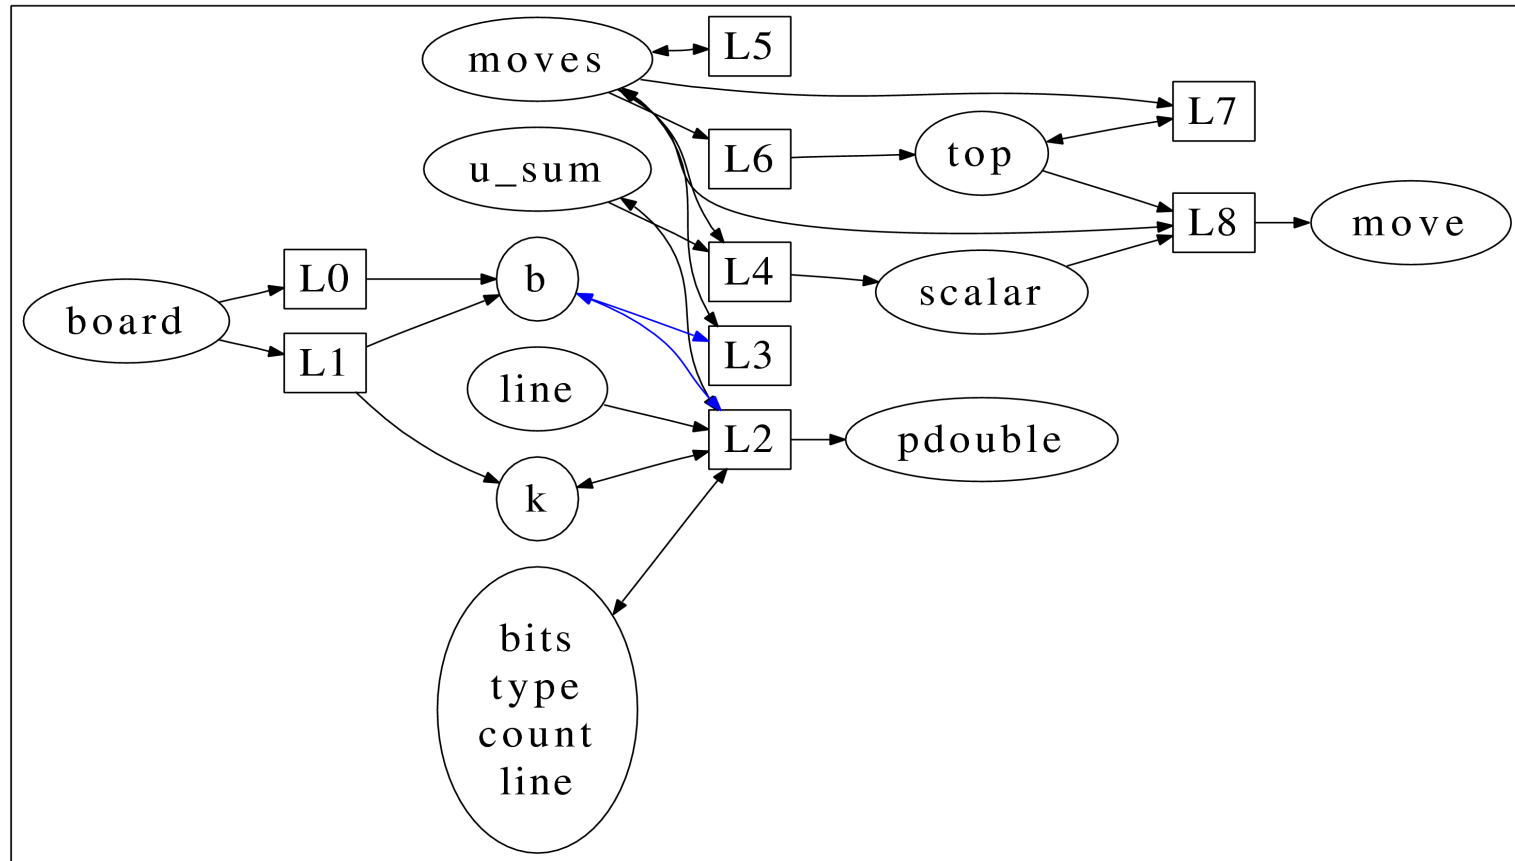 moves
L5
L7
L6
top
u_sum
L8
move
L0
b
L4
scalar
board
L1
L3
line
L2
pdouble
k
bits
type
count
line